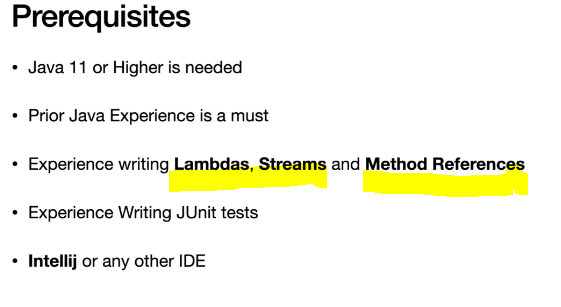 Prerequisites
• Java 11 or Higher is needed
• Prior Java Experience is a must
• Experience writing Lambdas, Streams and Method References
• Experience Writing JUnit tests
• Intellij or any other IDE